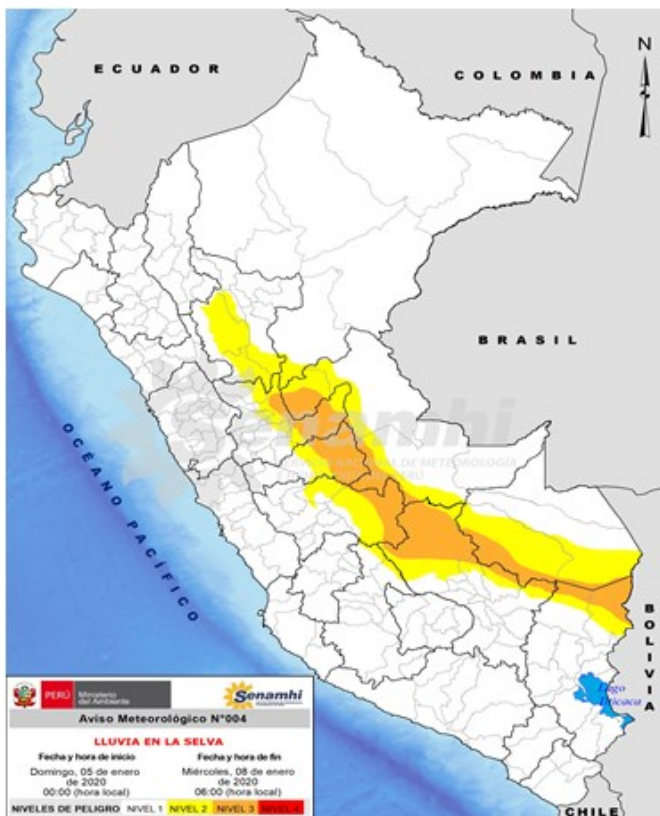 ECUADOR
COLOMBIA
N
BRASIL
Senamhi
OCÉANO PACÍFICO
BOLIVIA
Lago
Titicaca
CHILE
PERÚ
Ministerio
del Ambiente
Senamhi
Aviso Meteorológico N°004
LLUVIA EN LA SELVA
Fecha y hora de inicio
Domingo, 05 de enero
de 2020
00:00 (hora local)
Fecha y hora de fin
Miércoles, 08 de enero
de 2020
06:00 (hora local)
NIVELES DE PELIGRO NIVEL 1 NIVEL 2 NIVEL 3 NIVEL 4